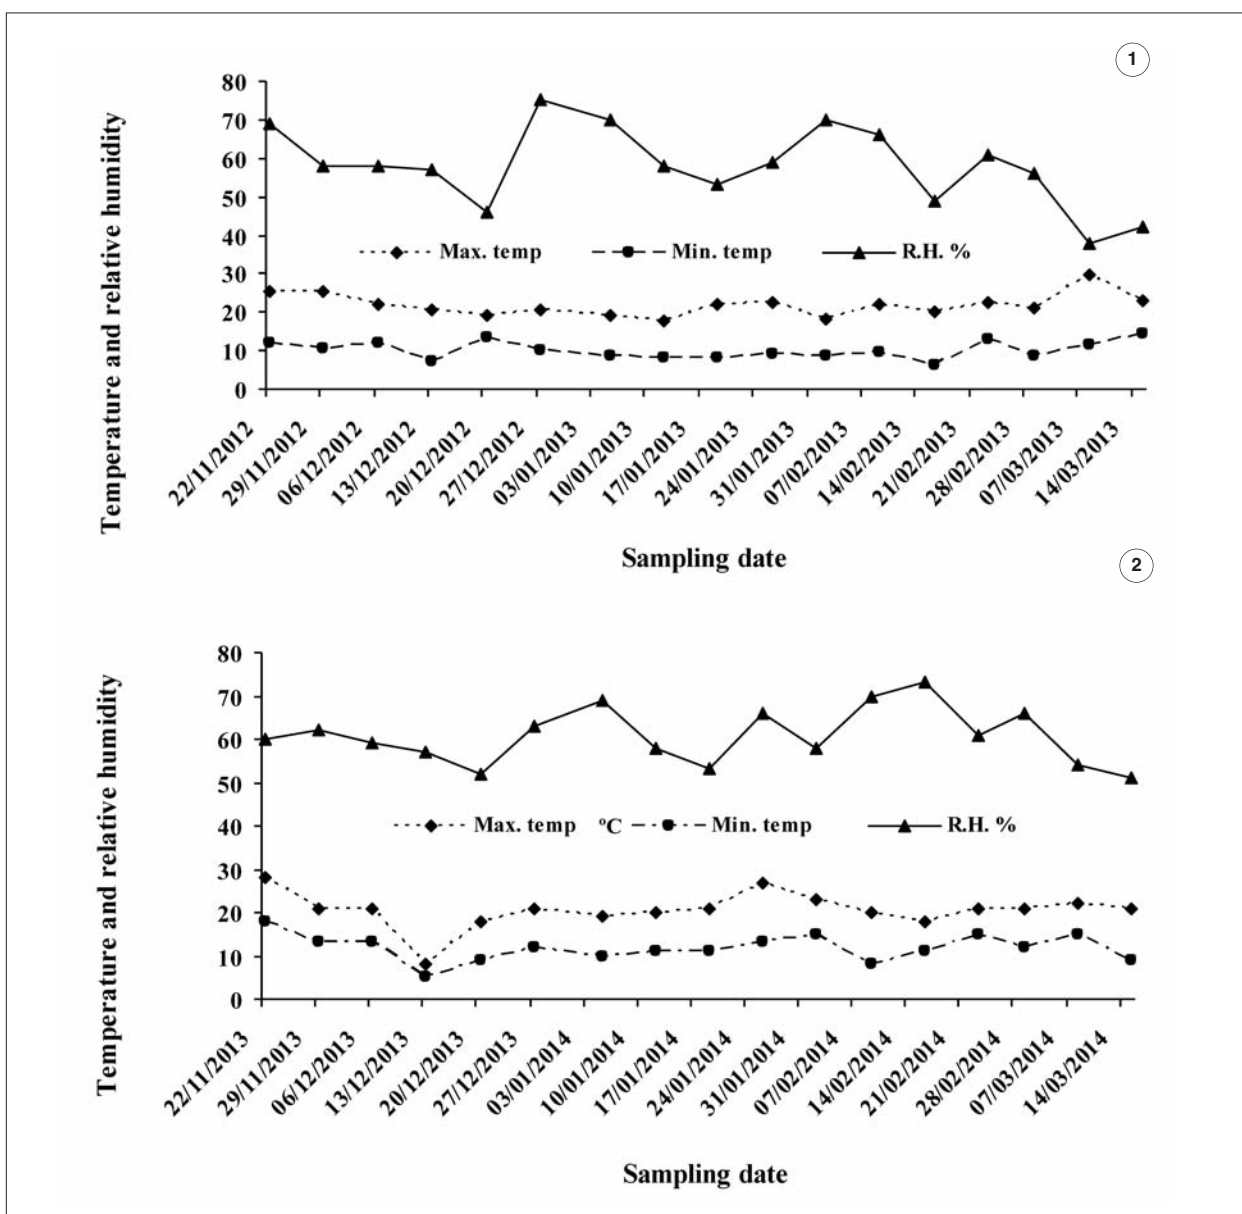 1
Temperature and relative humidity
80
70
60
50
40
30
20
10
0
Max. temp Min. temp R.H. %
22/11/2012 29/11/2012 06/12/2012 13/12/2012 20/12/2012 27/12/2012 03/01/2013 10/01/2013 17/01/2013 24/01/2013 31/01/2013 07/02/2013 14/02/2013 21/02/2013 28/02/2013 07/03/2013 14/03/2013
Sampling date
2
Temperature and relative humidity
80
70
60
50
40
30
20
10
0
Max. temp ºC Min. temp R.H. %
22/11/2013 29/11/2013 06/12/2013 13/12/2013 20/12/2013 27/12/2013 03/01/2014 10/01/2014 17/01/2014 24/01/2014 31/01/2014 07/02/2014 14/02/2014 21/02/2014 28/02/2014 07/03/2014 14/03/2014
Sampling date